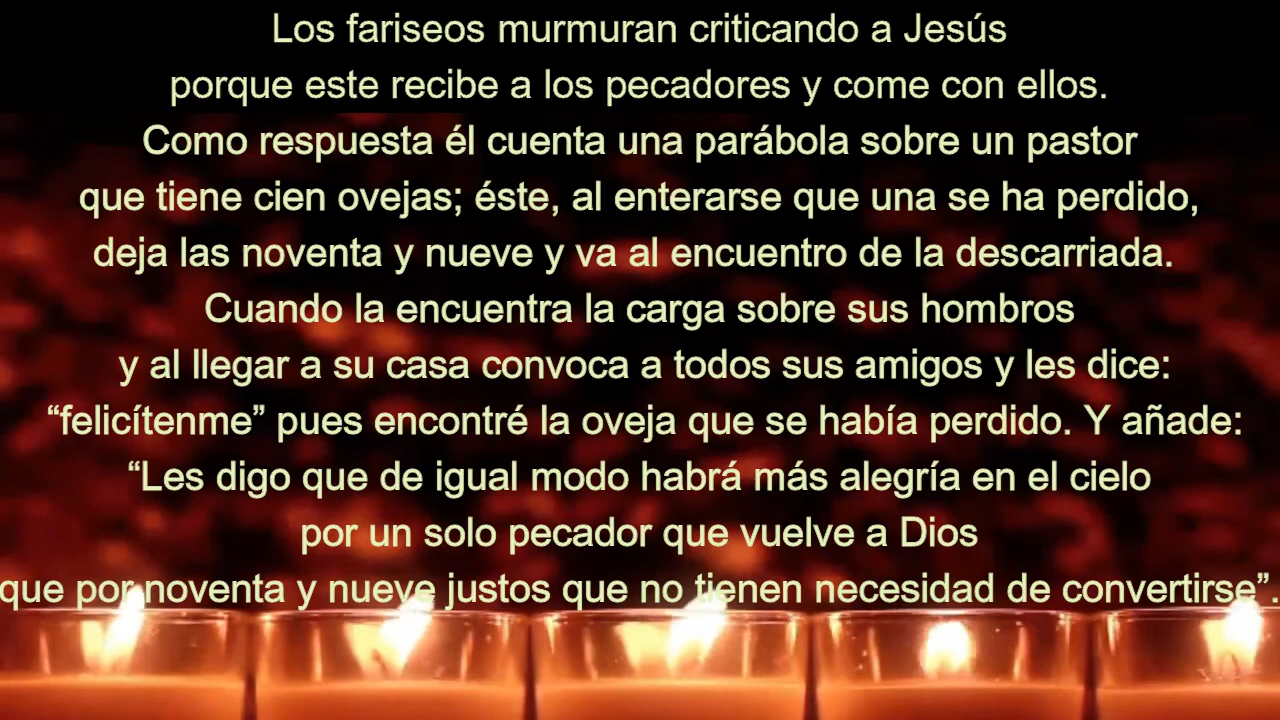 Los fariseos murmuran criticando a Jesús
porque este recibe a los pecadores y come con ellos.
Como respuesta él cuenta una parábola sobre un pastor
que tiene cien ovejas; éste, al enterarse que una se ha perdido,
deja las noventa y nueve y va al encuentro de la descarriada.
Cuando la encuentra la carga sobre sus hombros
y al llegar a su casa convoca a todos sus amigos y les dice:
“felicítenme” pues encontré la oveja que se había perdido. Y añade:
“Les digo que de igual modo habrá más alegría en el cielo
por un solo pecador que vuelve a Dios
que por noventa y nueve justos que no tienen necesidad de convertirse”.